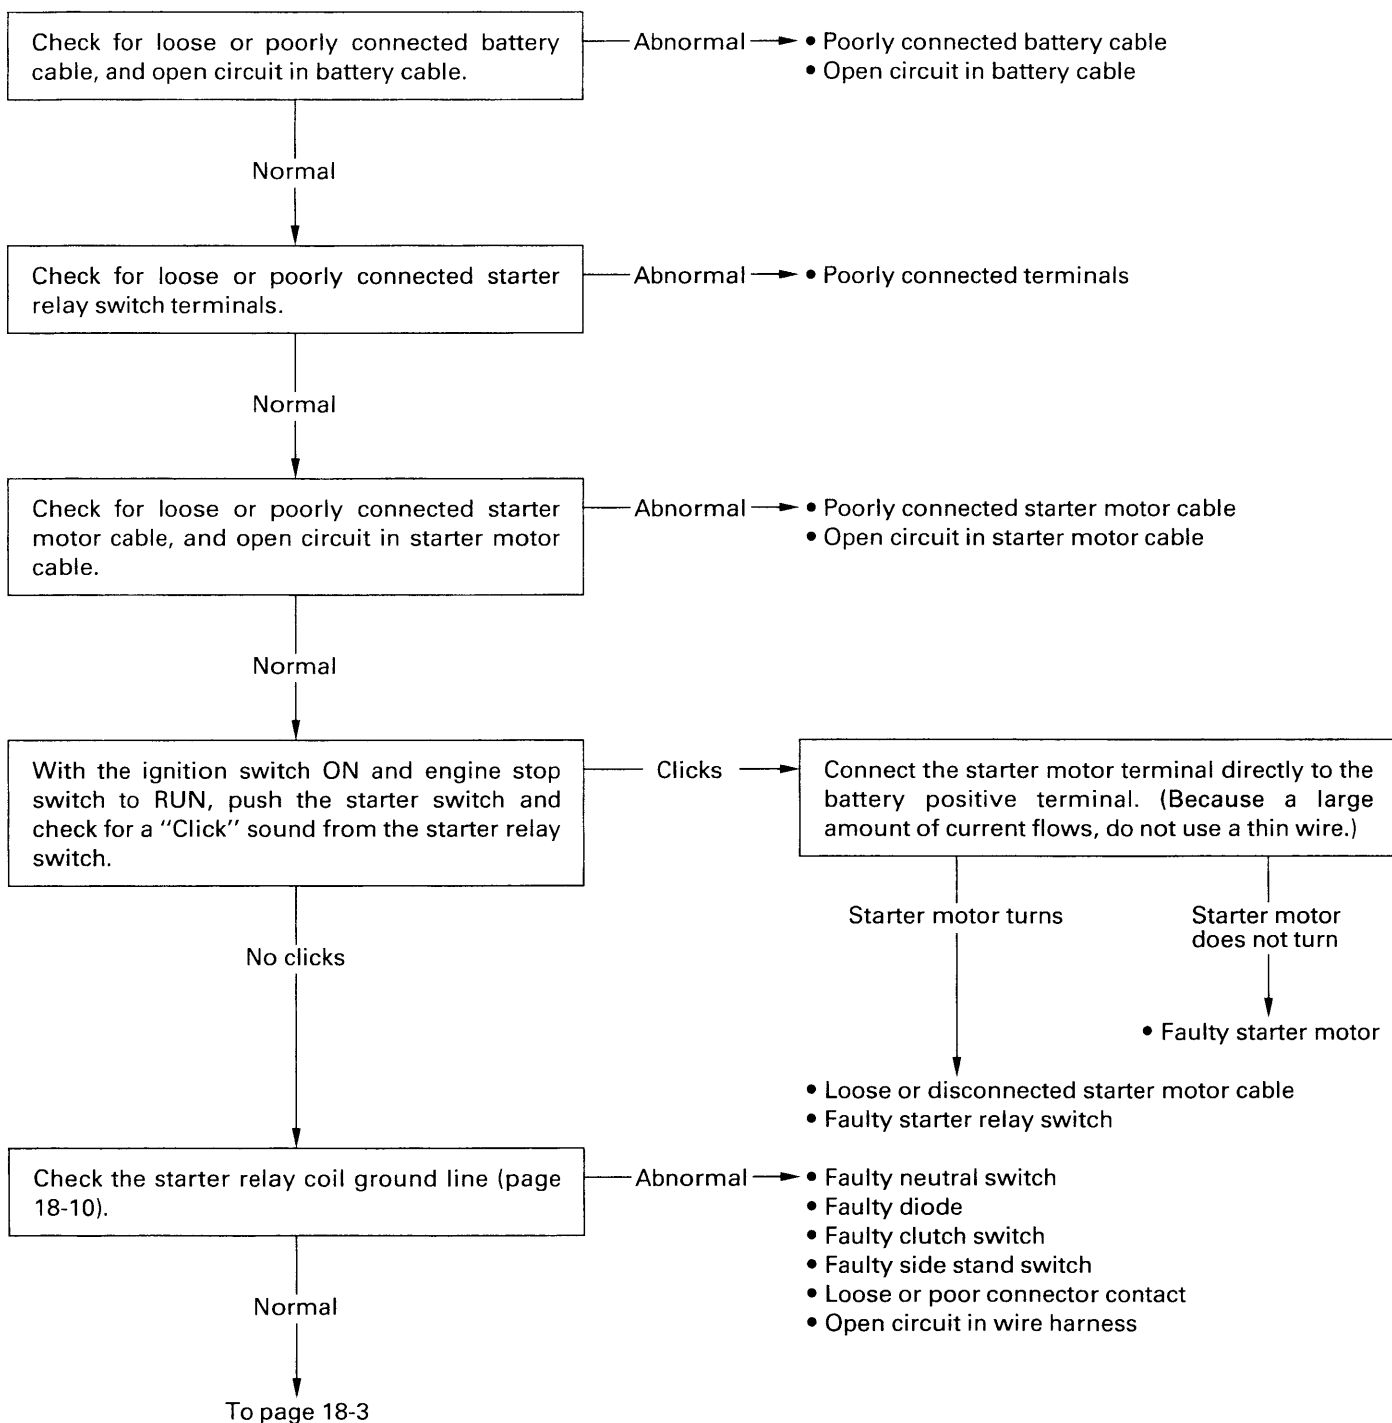 Check for loose or poorly connected battery
cable, and open circuit in battery cable.
Abnormal
• Poorly connected battery cable
• Open circuit in battery cable
Normal
Check for loose or poorly connected starter
relay switch terminals.
Abnormal
• Poorly connected terminals
Normal
Check for loose or poorly connected starter
motor cable, and open circuit in starter motor
cable.
Abnormal
• Poorly connected starter motor cable
• Open circuit in starter motor cable
Normal
With the ignition switch ON and engine stop
switch to RUN, push the starter switch and
check for a "Click" sound from the starter relay
switch.
Clicks
Connect the starter motor terminal directly to the
battery positive terminal. (Because a large
amount of current flows, do not use a thin wire.)
Starter motor turns
Starter motor
does not turn
• Faulty starter motor
• Loose or disconnected starter motor cable
• Faulty starter relay switch
No clicks
Check the starter relay coil ground line (page
18-10).
Abnormal
• Faulty neutral switch
• Faulty diode
• Faulty clutch switch
• Faulty side stand switch
• Loose or poor connector contact
• Open circuit in wire harness
Normal
To page 18-3